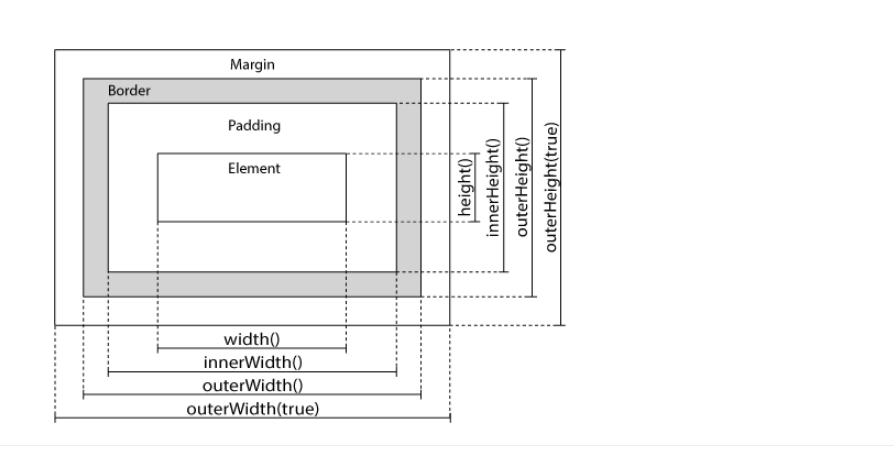 Margin
Border
Padding
Element
height()
innerHeight()
outerHeight()
outerHeight(true)
width()
innerWidth()
outerWidth()
outerWidth(true)